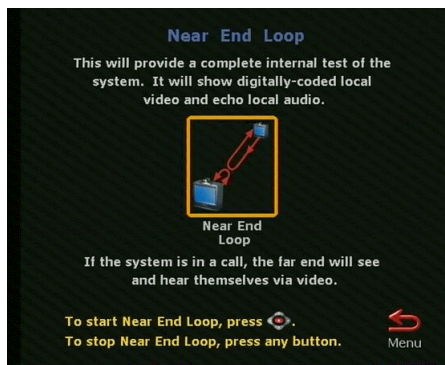 Near End Loop
This will provide a complete internal test of the
system. It will show digitally-coded local
video and echo local audio.
Near End
Loop
If the system is in a call, the far end will see
and hear themselves via video.
To start Near End Loop, press .
To stop Near End Loop, press any button.
Menu